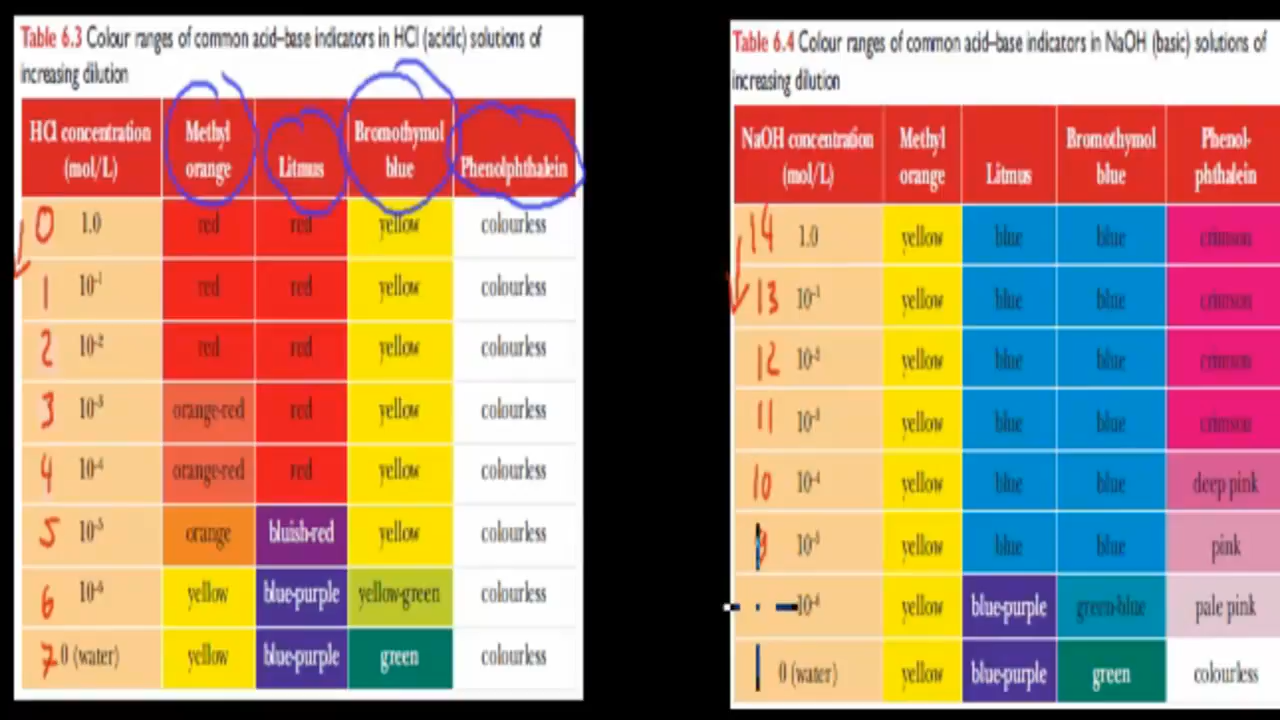 Table 6.3 Colour ranges of common acid–base indicators in HCl (acidic) solutions of
increasing dilution
HCl concentration (mol/L) Methyl orange Litmus Bromothymol blue Phenolphthalein
0 1.0 red red yellow colourless
1 10⁻¹ red red yellow colourless
2 10⁻² red red yellow colourless
3 10⁻³ orange-red red yellow colourless
4 10⁻⁴ orange-red red yellow colourless
5 10⁻⁵ orange bluish-red yellow colourless
6 10⁻⁶ yellow blue-purple yellow-green colourless
7 0 (water) yellow blue-purple green colourless
Table 6.4 Colour ranges of common acid–base indicators in NaOH (basic) solutions of
increasing dilution
NaOH concentration (mol/L) Methyl orange Litmus Bromothymol blue Phenol-phthalein
14 1.0 yellow blue blue crimson
13 10⁻¹ yellow blue blue crimson
12 10⁻² yellow blue blue crimson
11 10⁻³ yellow blue blue crimson
10 10⁻⁴ yellow blue blue deep pink
9 10⁻⁵ yellow blue blue pink
10⁻⁶ yellow blue-purple green-blue pale pink
0 (water) yellow blue-purple green colourless